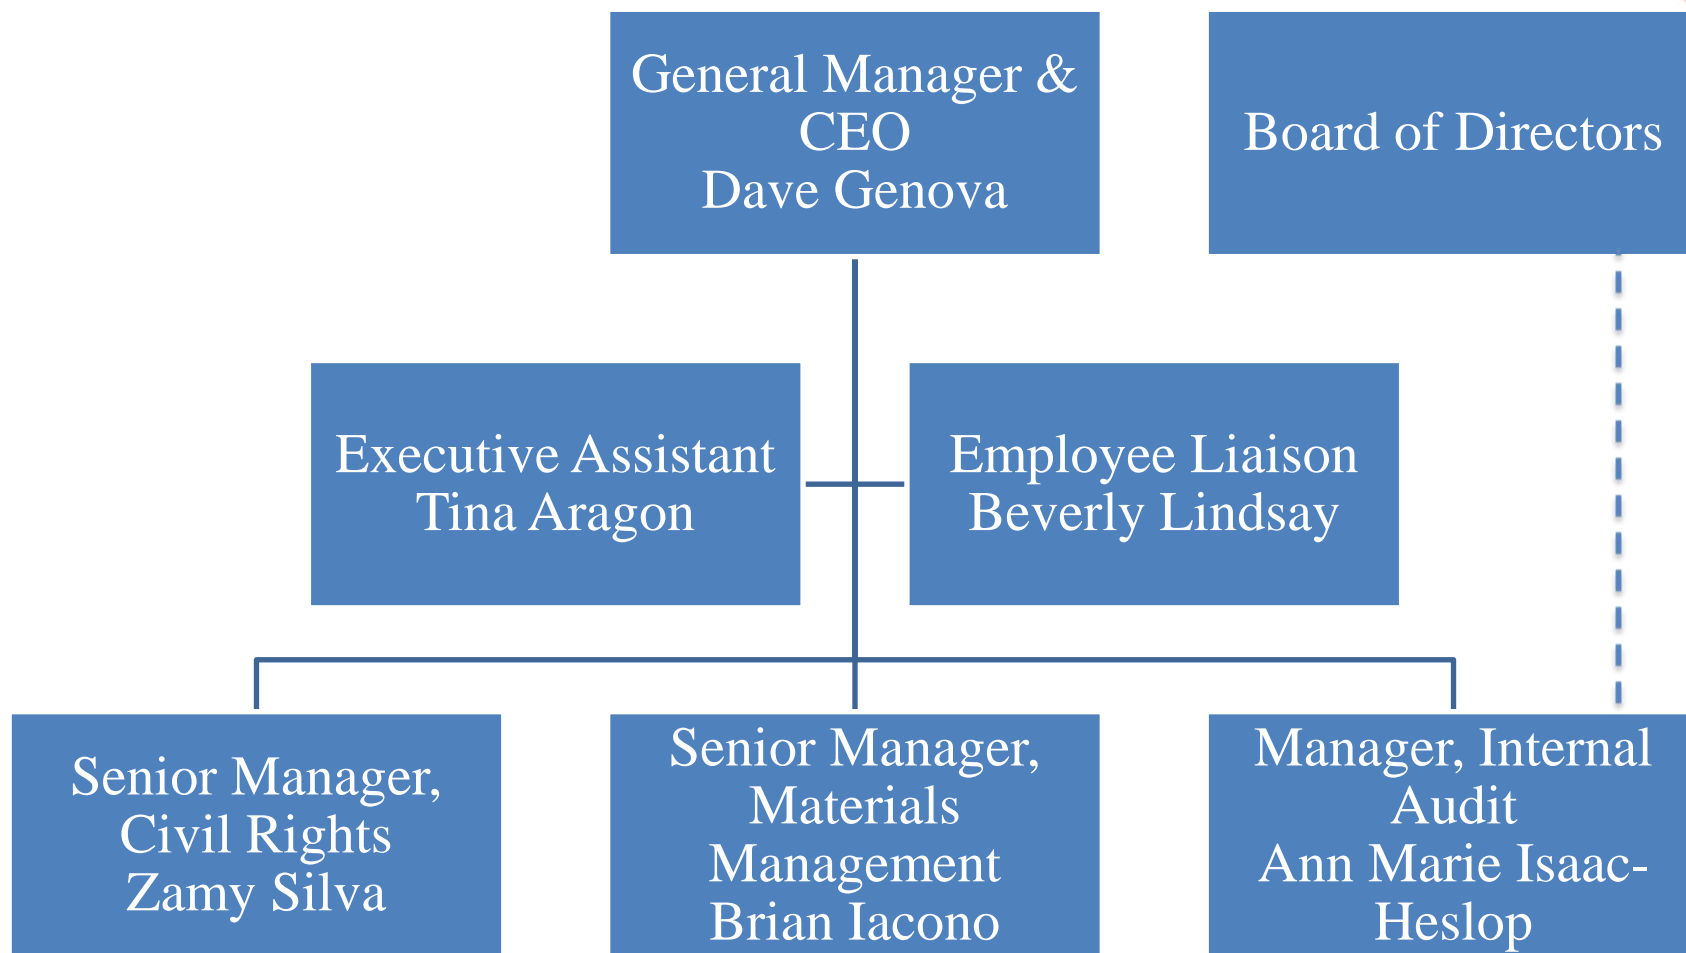 General Manager &
CEO
Dave Genova
Board of Directors
Executive Assistant
Tina Aragon
Employee Liaison
Beverly Lindsay
Senior Manager,
Civil Rights
Zamy Silva
Senior Manager,
Materials
Management
Brian Iacono
Manager, Internal
Audit
Ann Marie Isaac-
Heslop